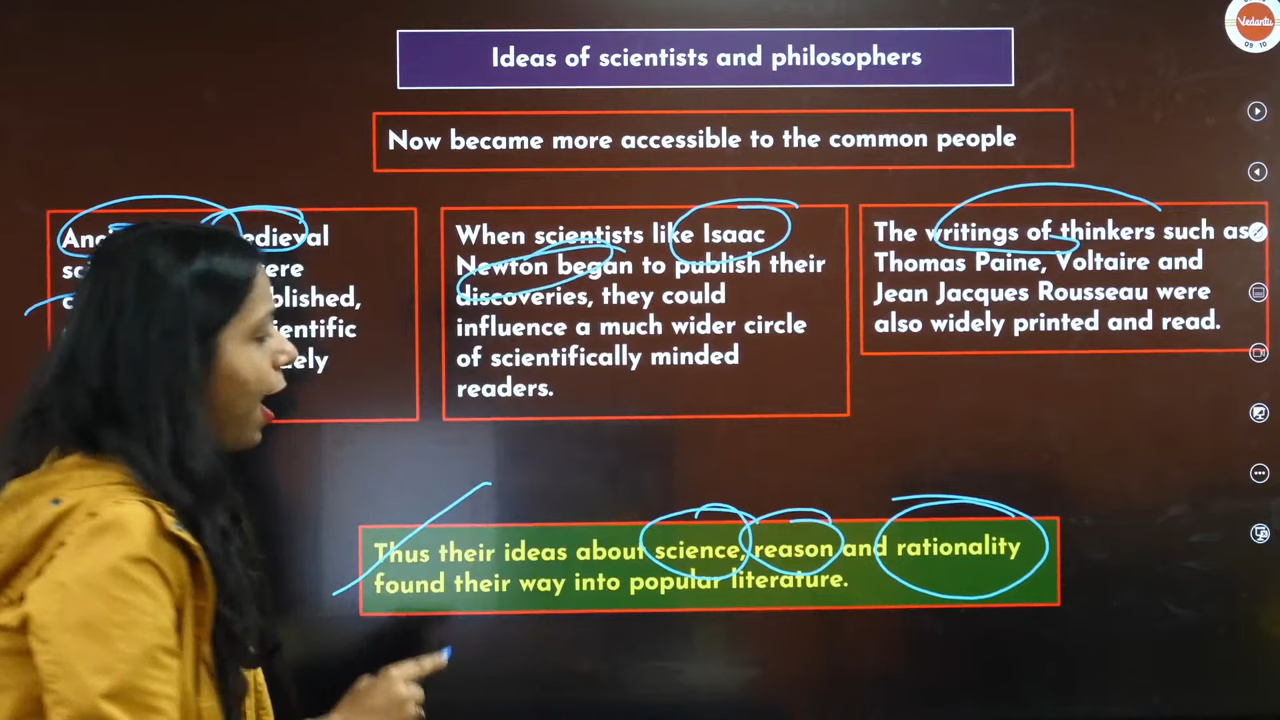 Vedantu
09 10
Ideas of scientists and philosophers
Now became more accessible to the common people
edieval
ere
blished,
ientific
ely
When scientists like Isaac
Newton began to publish their
discoveries, they could
influence a much wider circle
of scientifically minded
readers.
The writings of thinkers such as
Thomas Paine, Voltaire and
Jean Jacques Rousseau were
also widely printed and read.
Thus their ideas about science, reason and rationality
found their way into popular literature.